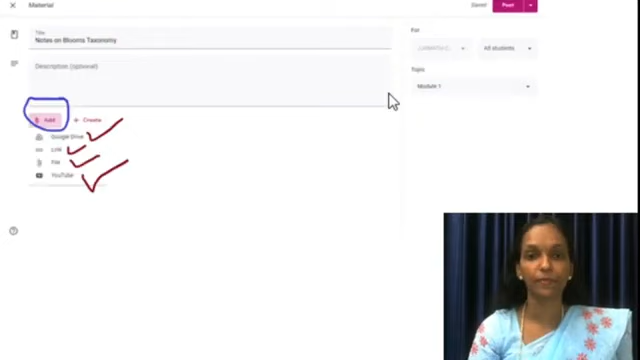 Material
Saved
Post
Title
Notes on Blooms Taxonomy
Description (optional)
For
All students
Topic
Module 1
Add
Create
Google Drive
Link
File
YouTube